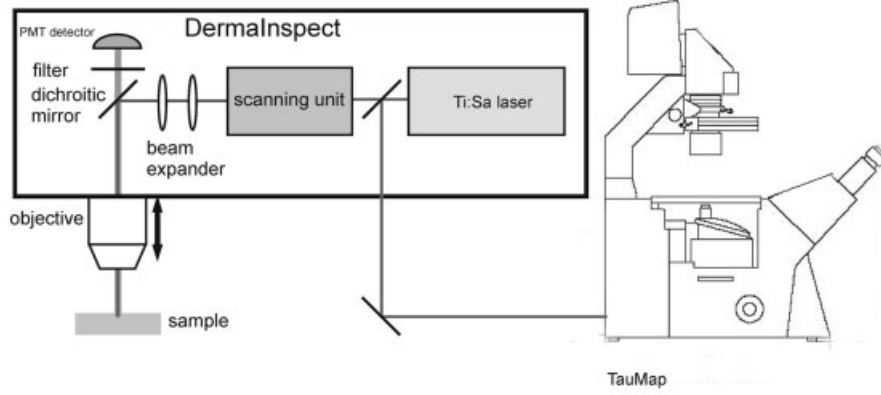 DermaInspect
PMT detector
filter
dichroitic
mirror
scanning unit
Ti:Sa laser
beam
expander
objective
sample
TauMap